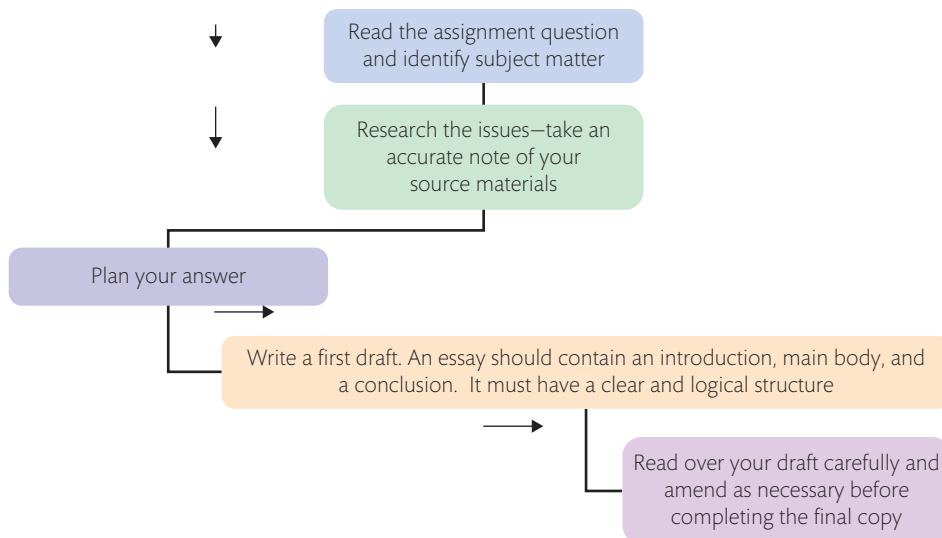 Read the assignment question
and identify subject matter
Research the issues—take an
accurate note of your
source materials
Plan your answer
Write a first draft. An essay should contain an introduction, main body, and
a conclusion.  It must have a clear and logical structure
Read over your draft carefully and
amend as necessary before
completing the final copy